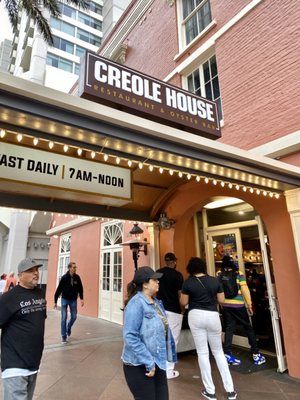 CREOLE HOUSE
RESTAURANT & OYSTER BAR
AST DAILY | 7AM-NOON
Los Angeles